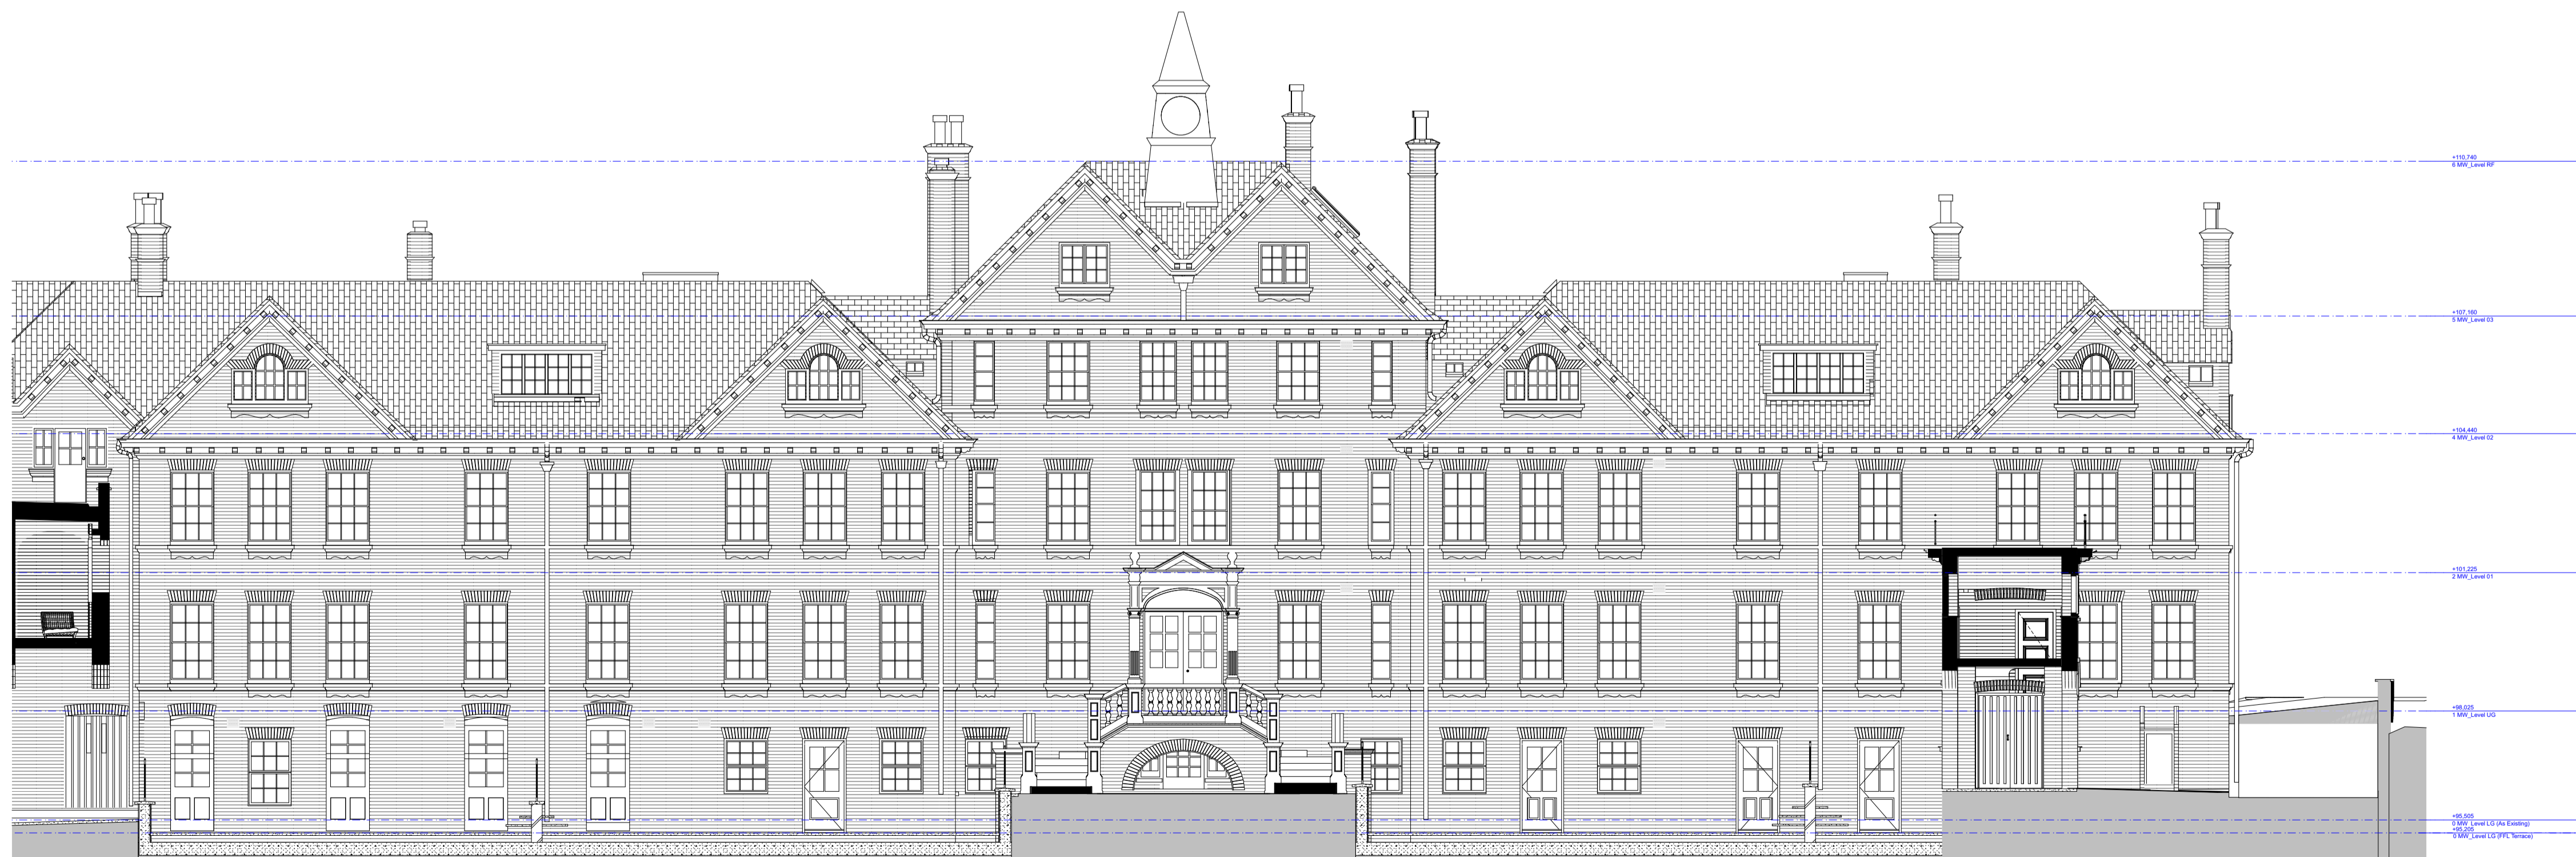 +110,740
6 MW_Level RF
+107,160
5 MW_Level 03
+104,440
4 MW_Level 02
+101,225
2 MW_Level 01
+98,025
1 MW_Level UG
+95,505
0 MW_Level LG (As Existing)
+95,205
0 MW_Level LG (FFL Terrace)